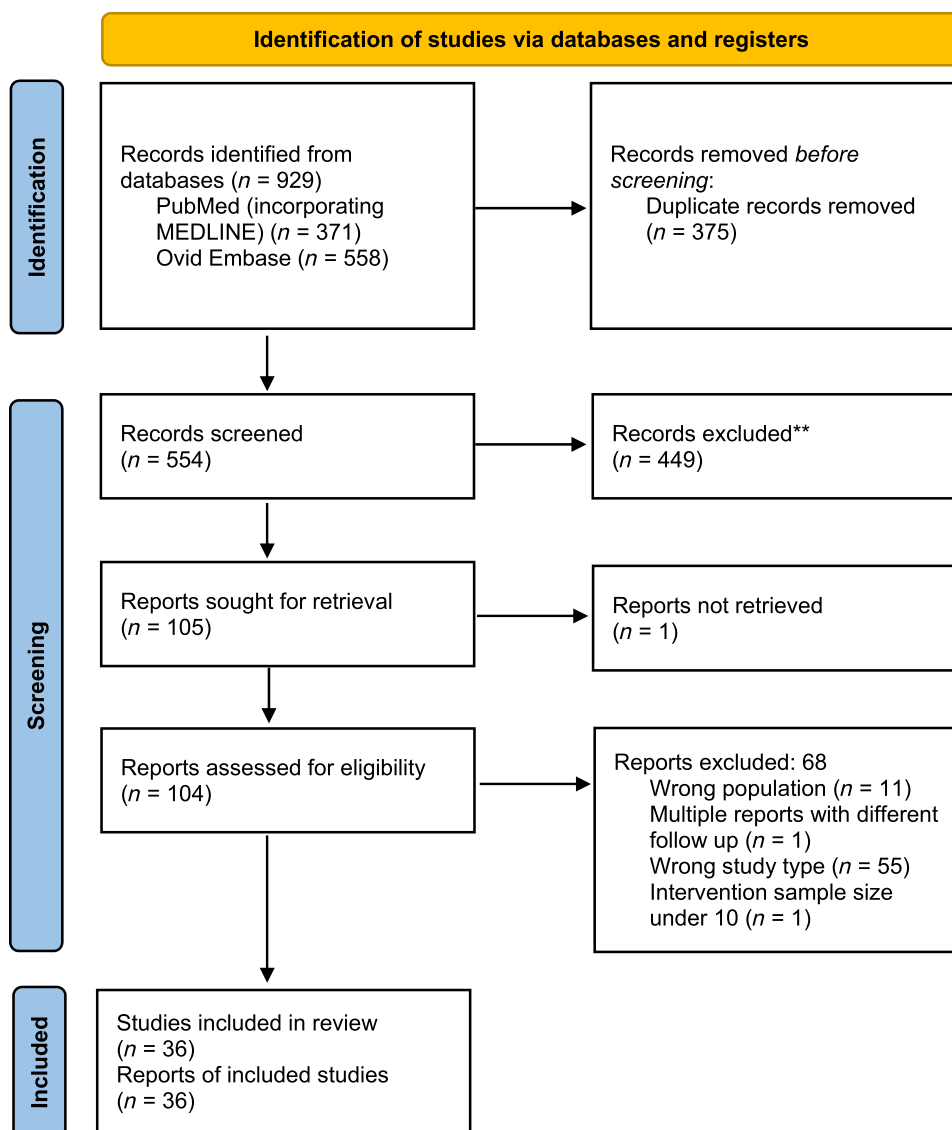 Identification of studies via databases and registers
Identification
Records identified from
databases (n = 929)
PubMed (incorporating
MEDLINE) (n = 371)
Ovid Embase (n = 558)
Records removed before
screening:
Duplicate records removed
(n = 375)
Screening
Records screened
(n = 554)
Records excluded**
(n = 449)
Reports sought for retrieval
(n = 105)
Reports not retrieved
(n = 1)
Reports assessed for eligibility
(n = 104)
Reports excluded: 68
Wrong population (n = 11)
Multiple reports with different
follow up (n = 1)
Wrong study type (n = 55)
Intervention sample size
under 10 (n = 1)
Included
Studies included in review
(n = 36)
Reports of included studies
(n = 36)